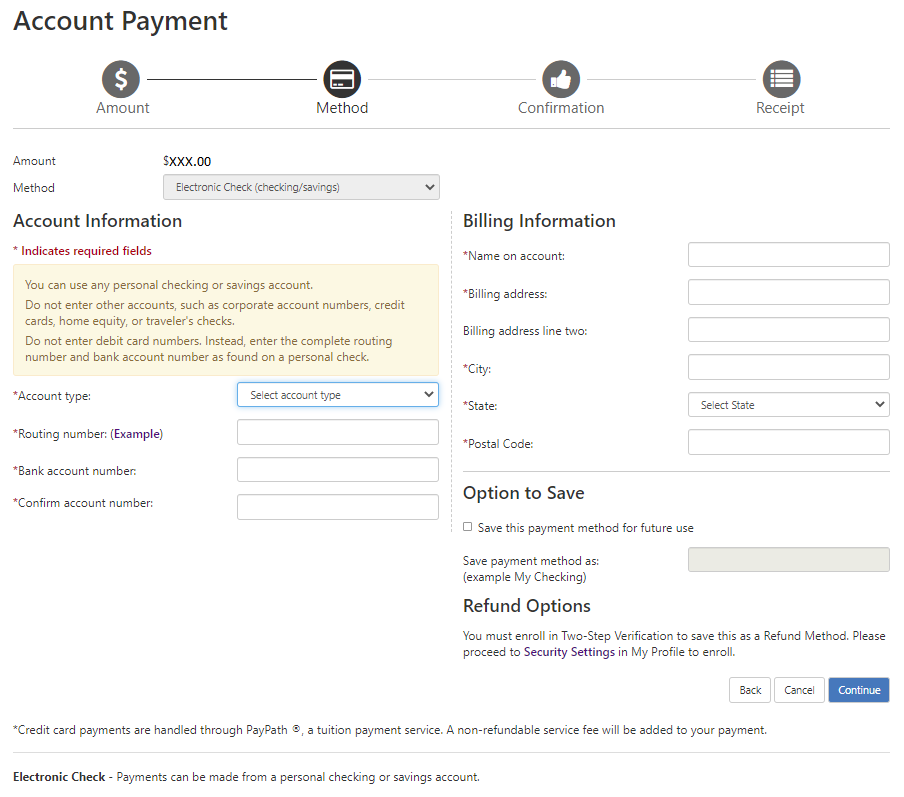 Account Payment
$
Amount
Method
Confirmation
Receipt
Amount $XXX.00
Method Electronic Check (checking/savings)
Account Information
* Indicates required fields
You can use any personal checking or savings account.
Do not enter other accounts, such as corporate account numbers, credit
cards, home equity, or traveler's checks.
Do not enter debit card numbers. Instead, enter the complete routing
number and bank account number as found on a personal check.
*Account type: Select account type
*Routing number: (Example)
*Bank account number:
*Confirm account number:
Billing Information
*Name on account:
*Billing address:
Billing address line two:
*City:
*State: Select State
*Postal Code:
Option to Save
Save this payment method for future use
Save payment method as:
(example My Checking)
Refund Options
You must enroll in Two-Step Verification to save this as a Refund Method. Please
proceed to Security Settings in My Profile to enroll.
Back Cancel Continue
*Credit card payments are handled through PayPath ®, a tuition payment service. A non-refundable service fee will be added to your payment.
Electronic Check - Payments can be made from a personal checking or savings account.